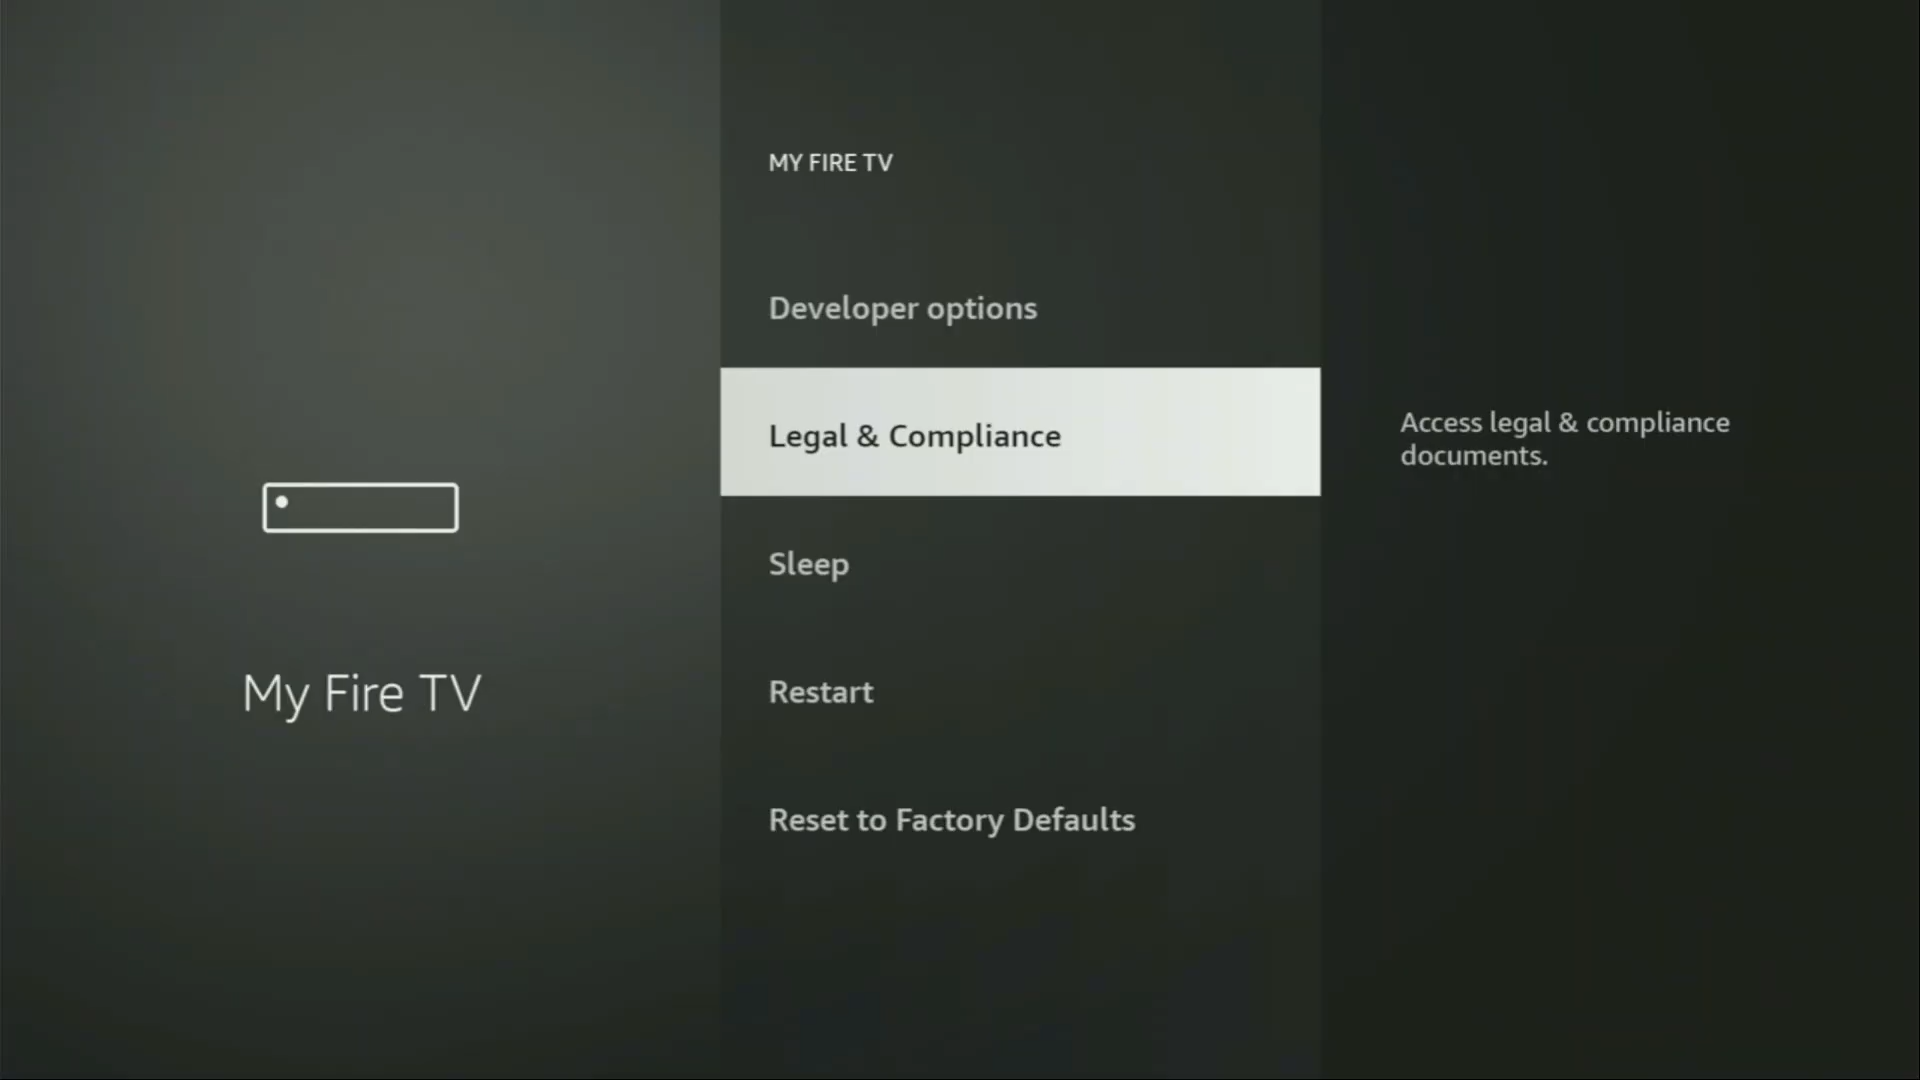 My Fire TV
MY FIRE TV
Developer options
Legal & Compliance
Sleep
Restart
Reset to Factory Defaults
Access legal & compliance
documents.